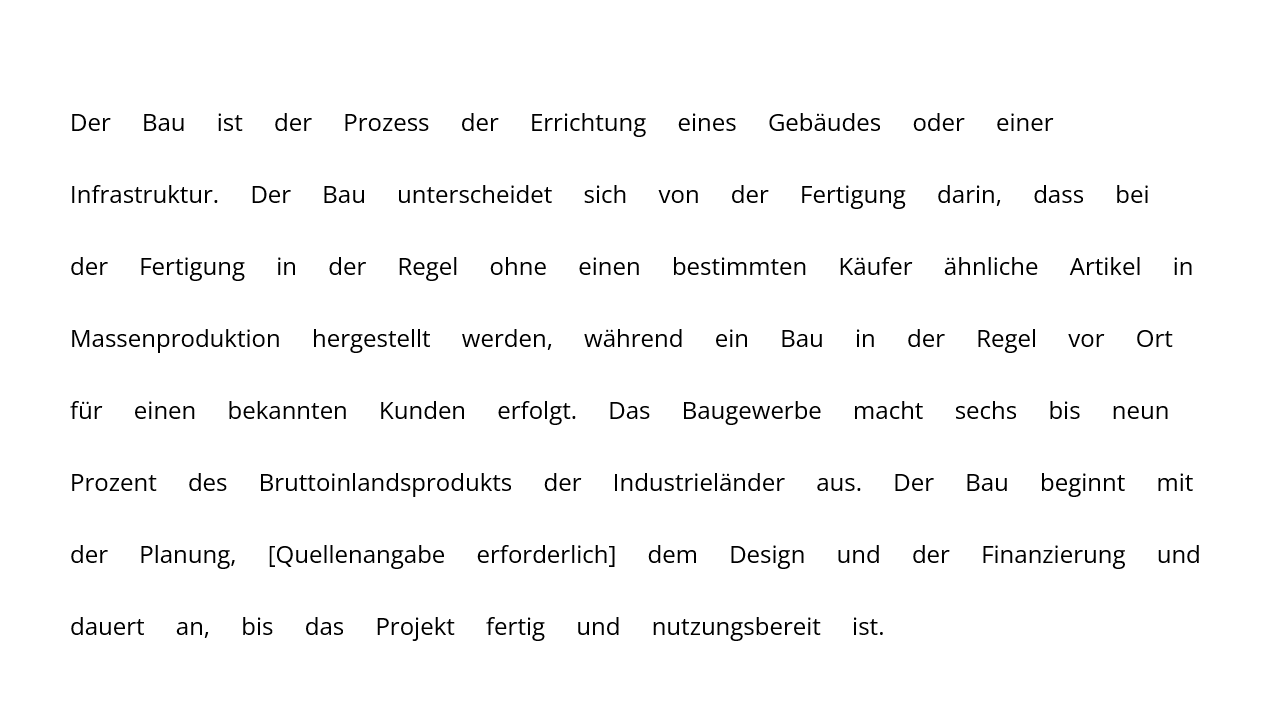 Der Bau ist der Prozess der Errichtung eines Gebäudes oder einer
Infrastruktur. Der Bau unterscheidet sich von der Fertigung darin, dass bei
der Fertigung in der Regel ohne einen bestimmten Käufer ähnliche Artikel in
Massenproduktion hergestellt werden, während ein Bau in der Regel vor Ort
für einen bekannten Kunden erfolgt. Das Baugewerbe macht sechs bis neun
Prozent des Bruttoinlandsprodukts der Industrieländer aus. Der Bau beginnt mit
der Planung, [Quellenangabe erforderlich] dem Design und der Finanzierung und
dauert an, bis das Projekt fertig und nutzungsbereit ist.